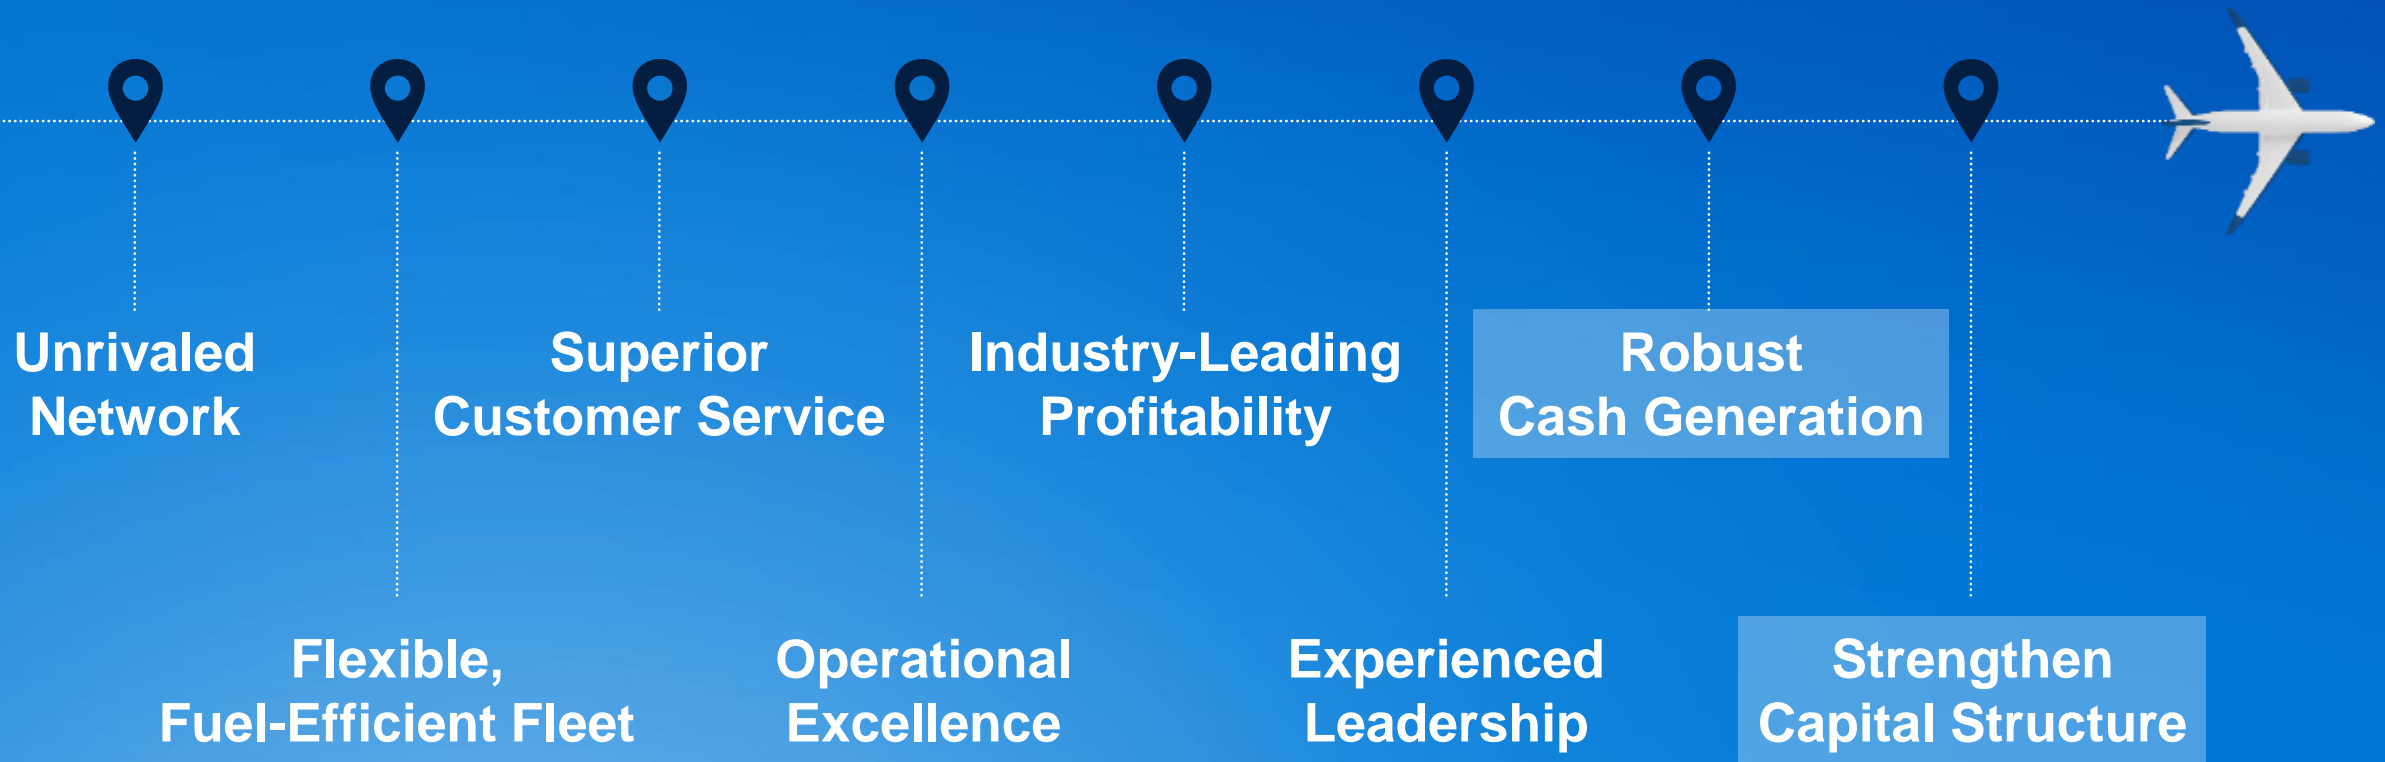 Unrivaled
Network
Flexible,
Fuel-Efficient Fleet
Superior
Customer Service
Operational
Excellence
Industry-Leading
Profitability
Experienced
Leadership
Robust
Cash Generation
Strengthen
Capital Structure